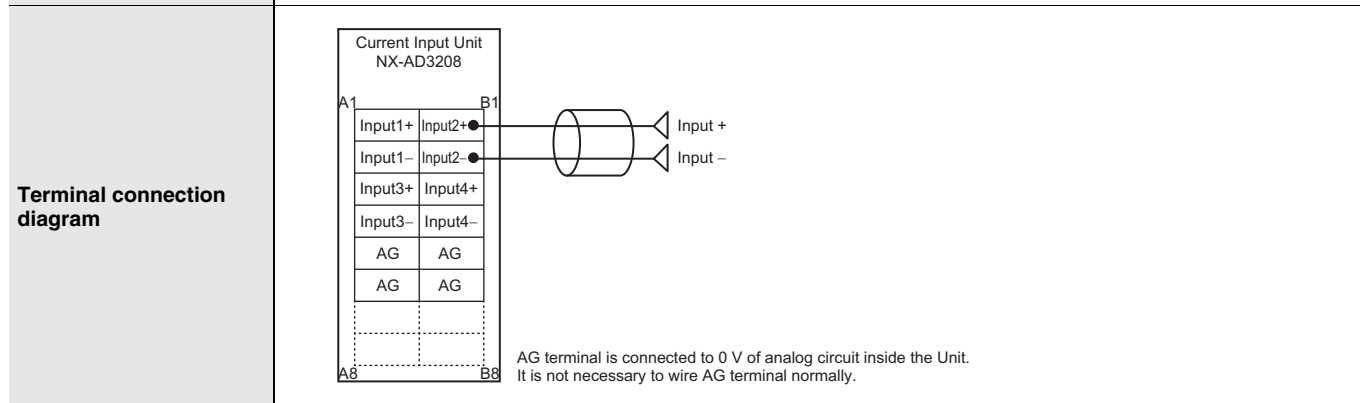 Terminal connection
diagram
Current Input Unit
NX-AD3208
A1 B1
Input1+ Input2+ Input +
Input1– Input2– Input –
Input3+ Input4+
Input3– Input4–
AG AG
AG AG
A8 B8
AG terminal is connected to 0 V of analog circuit inside the Unit.
It is not necessary to wire AG terminal normally.